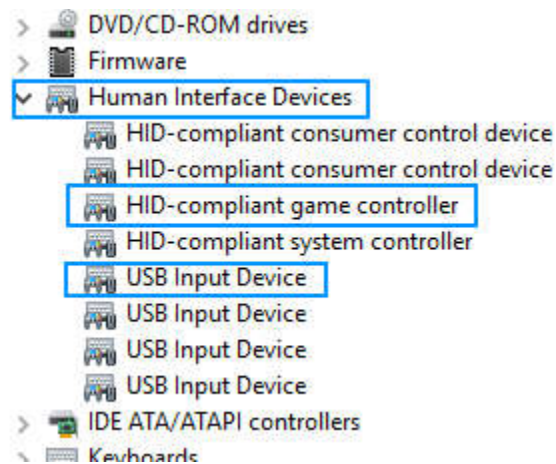 DVD/CD-ROM drives
Firmware
Human Interface Devices
HID-compliant consumer control device
HID-compliant consumer control device
HID-compliant game controller
HID-compliant system controller
USB Input Device
USB Input Device
USB Input Device
USB Input Device
IDE ATA/ATAPI controllers
Keyboards